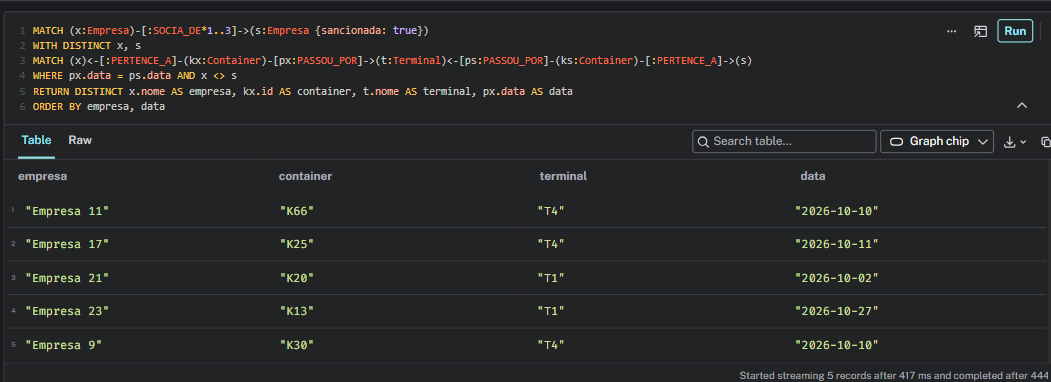 1 MATCH (x:Empresa)-[:SOCIA_DE*1..3]->(s:Empresa {sancionada: true})
2 WITH DISTINCT x, s
3 MATCH (x)<-[:PERTENCE_A]-(kx:Container)-[px:PASSOU_POR]->(t:Terminal)<-[ps:PASSOU_POR]-(ks:Container)-[:PERTENCE_A]->(s)
4 WHERE px.data = ps.data AND x <> s
5 RETURN DISTINCT x.nome AS empresa, kx.id AS container, t.nome AS terminal, px.data AS data
6 ORDER BY empresa, data
Run
Table Raw Search table... Graph chip
empresa container terminal data
1 "Empresa 11" "K66" "T4" "2026-10-10"
2 "Empresa 17" "K25" "T4" "2026-10-11"
3 "Empresa 21" "K20" "T1" "2026-10-02"
4 "Empresa 23" "K13" "T1" "2026-10-27"
5 "Empresa 9" "K30" "T4" "2026-10-10"
Started streaming 5 records after 417 ms and completed after 444